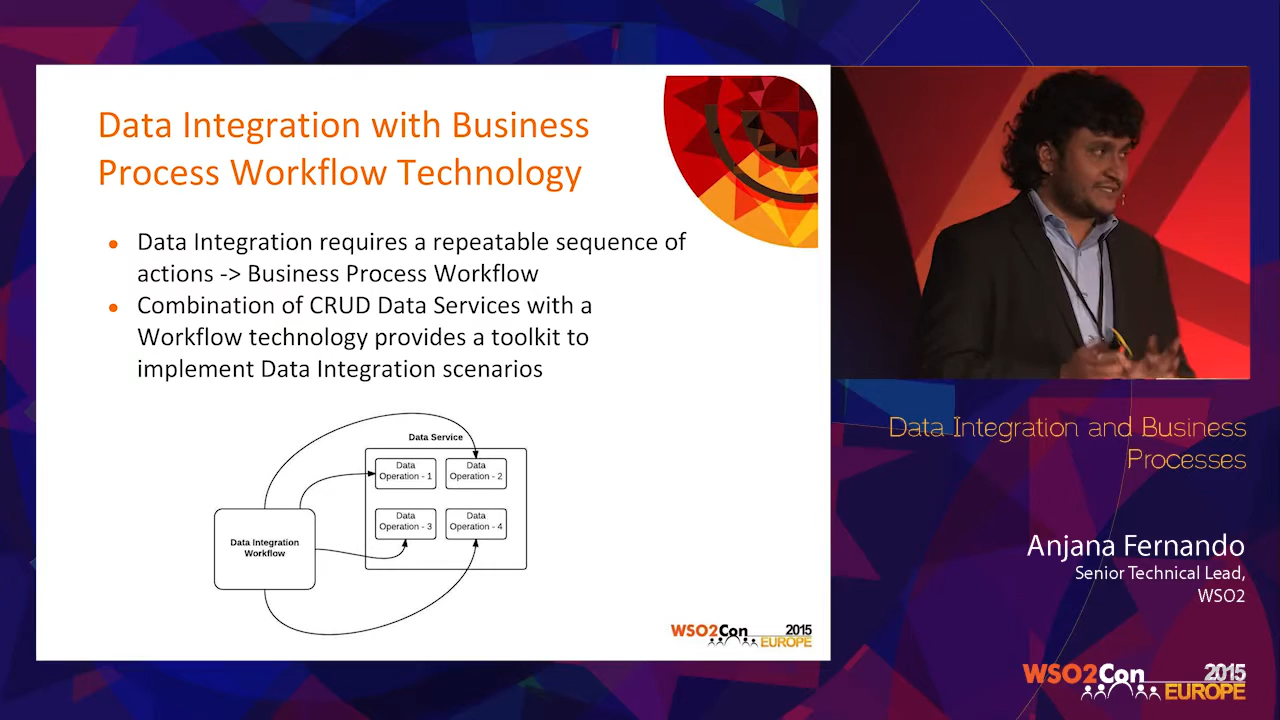 Data Integration with Business
Process Workflow Technology
Data Integration requires a repeatable sequence of
actions -> Business Process Workflow
Combination of CRUD Data Services with a
Workflow technology provides a toolkit to
implement Data Integration scenarios
Data Service
Data
Operation - 1
Data
Operation - 2
Data
Operation - 3
Data
Operation - 4
Data Integration
Workflow
WSO2Con 2015
EUROPE
Data Integration and Business
Processes
Anjana Fernando
Senior Technical Lead,
WSO2
WSO2Con 2015
EUROPE